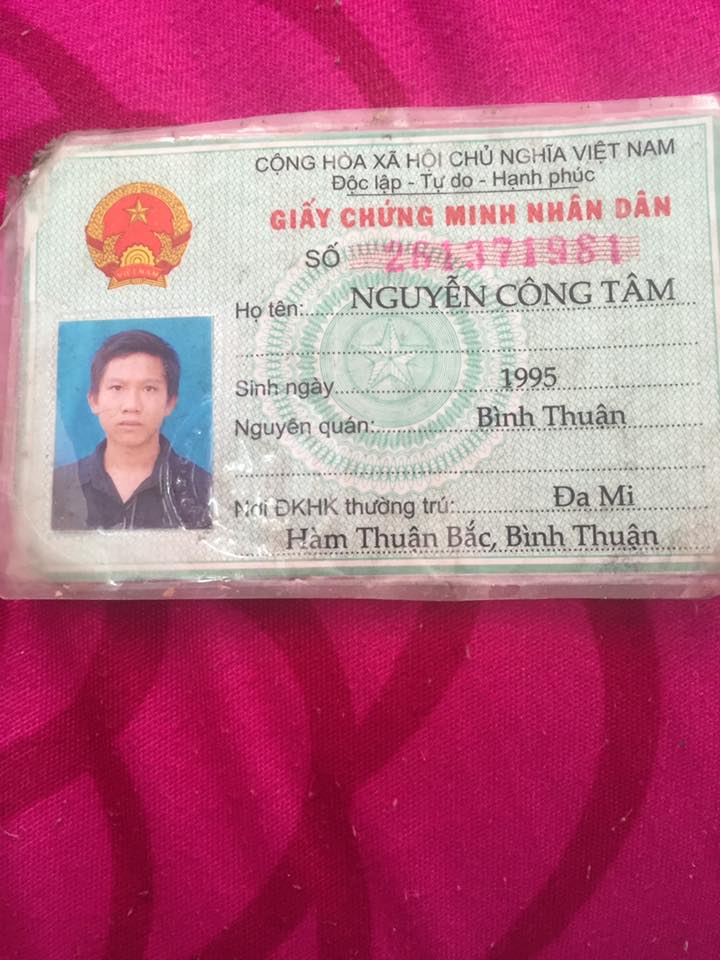 CỘNG HÒA XÃ HỘI CHỦ NGHĨA VIỆT NAM
Độc lập - Tự do - Hạnh phúc
GIẤY CHỨNG MINH NHÂN DÂN
SỐ 261371981
Họ tên: NGUYỄN CÔNG TÂM
Sinh ngày 1995
Nguyên quán: Bình Thuận
Nơi ĐKHK thường trú: Đa Mi
Hàm Thuận Bắc, Bình Thuận
VIỆT NAM